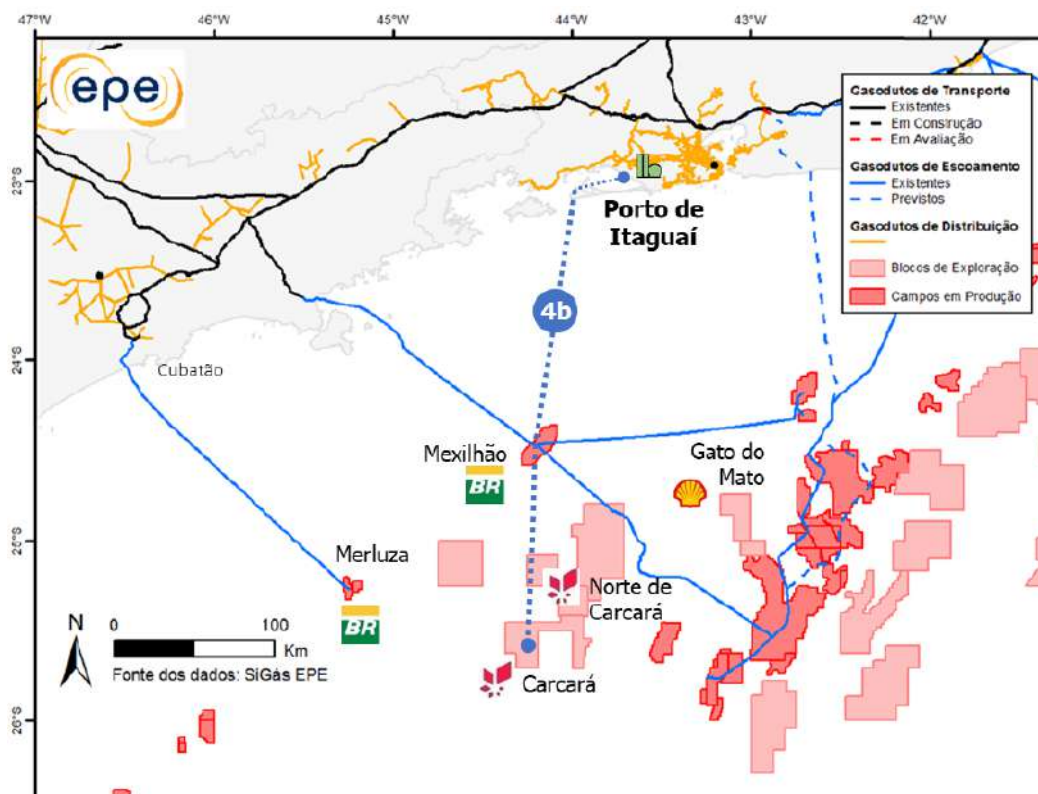 47°W
46°W
45°W
44°W
43°W
42°W
epe
Gasodutos de Transporte
Existentes
Em Construção
Em Avaliação
Gasodutos de Escoamento
Existentes
Previstos
Gasodutos de Distribuição
Blocos de Exploração
Campos em Produção
23°S
Porto de
Itaguaí
4b
24°S
Cubatão
Mexilhão
BR
Gato do
Mato
25°S
Merluza
BR
Norte de
Carcará
N
0
100
Km
Fonte dos dados: SiGás EPE
Carcará
26°S